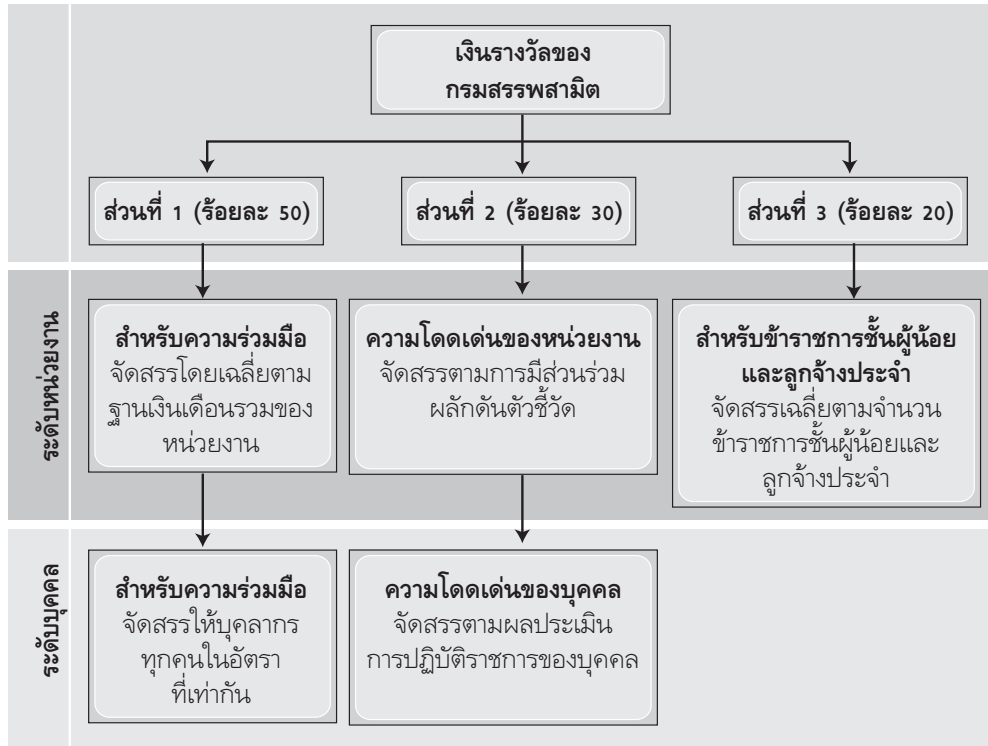 เงินรางวัลของ
กรมสรรพสามิต
ส่วนที่ 1 (ร้อยละ 50)
ส่วนที่ 2 (ร้อยละ 30)
ส่วนที่ 3 (ร้อยละ 20)
ระดับหน่วยงาน
สำหรับความร่วมมือ
จัดสรรโดยเฉลี่ยตาม
ฐานเงินเดือนรวมของ
หน่วยงาน
ความโดดเด่นของหน่วยงาน
จัดสรรตามการมีส่วนร่วม
ผลักดันตัวชี้วัด
สำหรับข้าราชการชั้นผู้น้อย
และลูกจ้างประจำ
จัดสรรเฉลี่ยตามจำนวน
ข้าราชการชั้นผู้น้อยและ
ลูกจ้างประจำ
ระดับบุคคล
สำหรับความร่วมมือ
จัดสรรให้บุคลากร
ทุกคนในอัตรา
ที่เท่ากัน
ความโดดเด่นของบุคคล
จัดสรรตามผลประเมิน
การปฏิบัติราชการของบุคคล